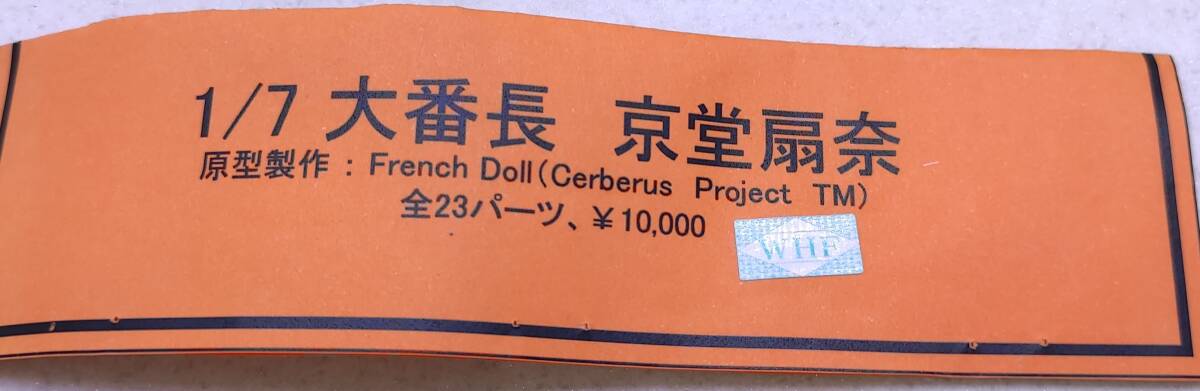 1/7 大番長 京堂扇奈
原型製作：French Doll(Cerberus Project TM)
全23パーツ、¥10,000
WHF